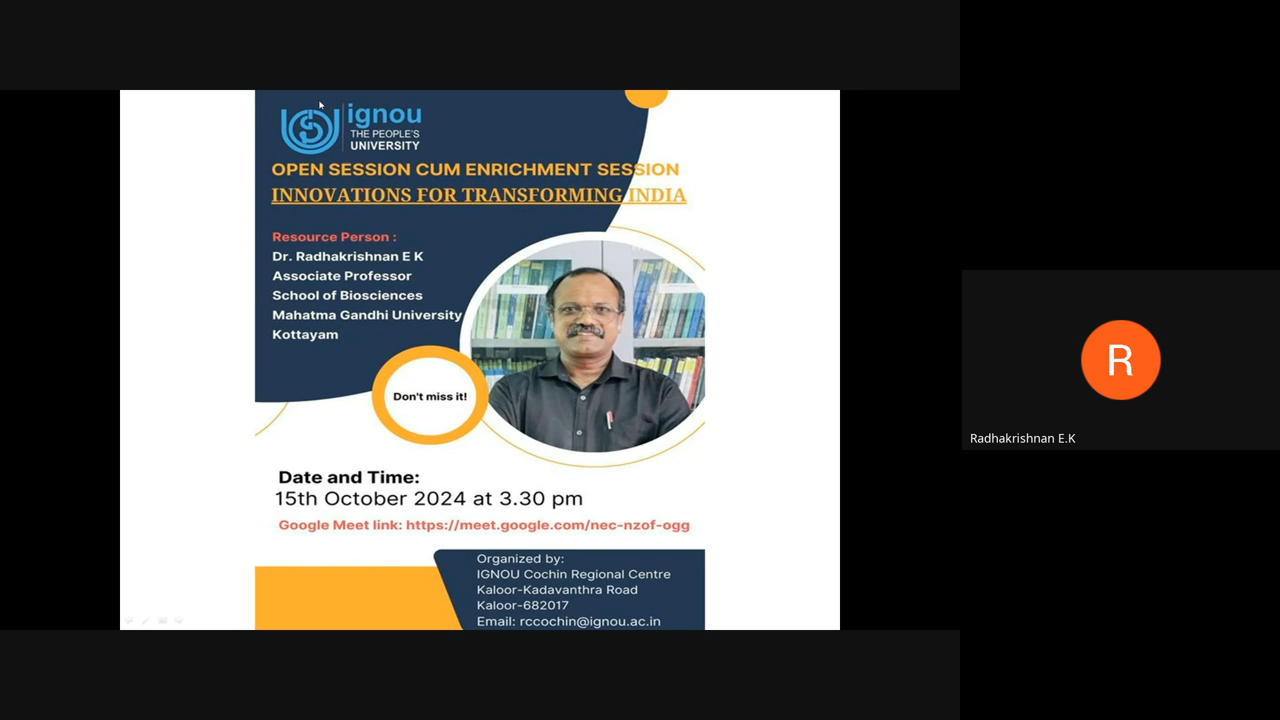 ignou
THE PEOPLE'S
UNIVERSITY
OPEN SESSION CUM ENRICHMENT SESSION
INNOVATIONS FOR TRANSFORMING INDIA
Resource Person :
Dr. Radhakrishnan E K
Associate Professor
School of Biosciences
Mahatma Gandhi University
Kottayam
Don't miss it!
Date and Time:
15th October 2024 at 3.30 pm
Google Meet link: https://meet.google.com/nec-nzof-ogg
Organized by:
IGNOU Cochin Regional Centre
Kaloor-Kadavanthra Road
Kaloor-682017
Email: rccochin@ignou.ac.in
R
Radhakrishnan E.K